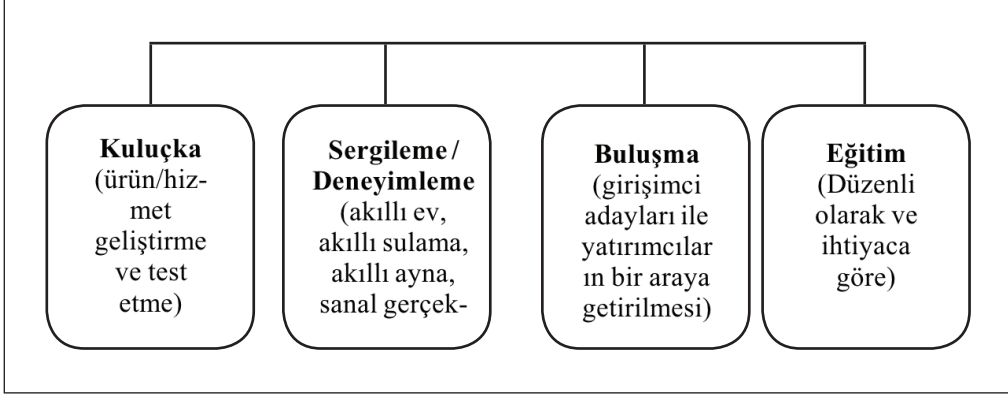 Kuluçka
(ürün/hiz-
met
geliştirme
ve test
etme)
Sergileme/
Deneyimleme
(akıllı ev,
akıllı sulama,
akıllı ayna,
sanal gerçek-
Buluşma
(girişimci
adayları ile
yatırımcılar
ın bir araya
getirilmesi)
Eğitim
(Düzenli
olarak ve
ihtiyaca
göre)